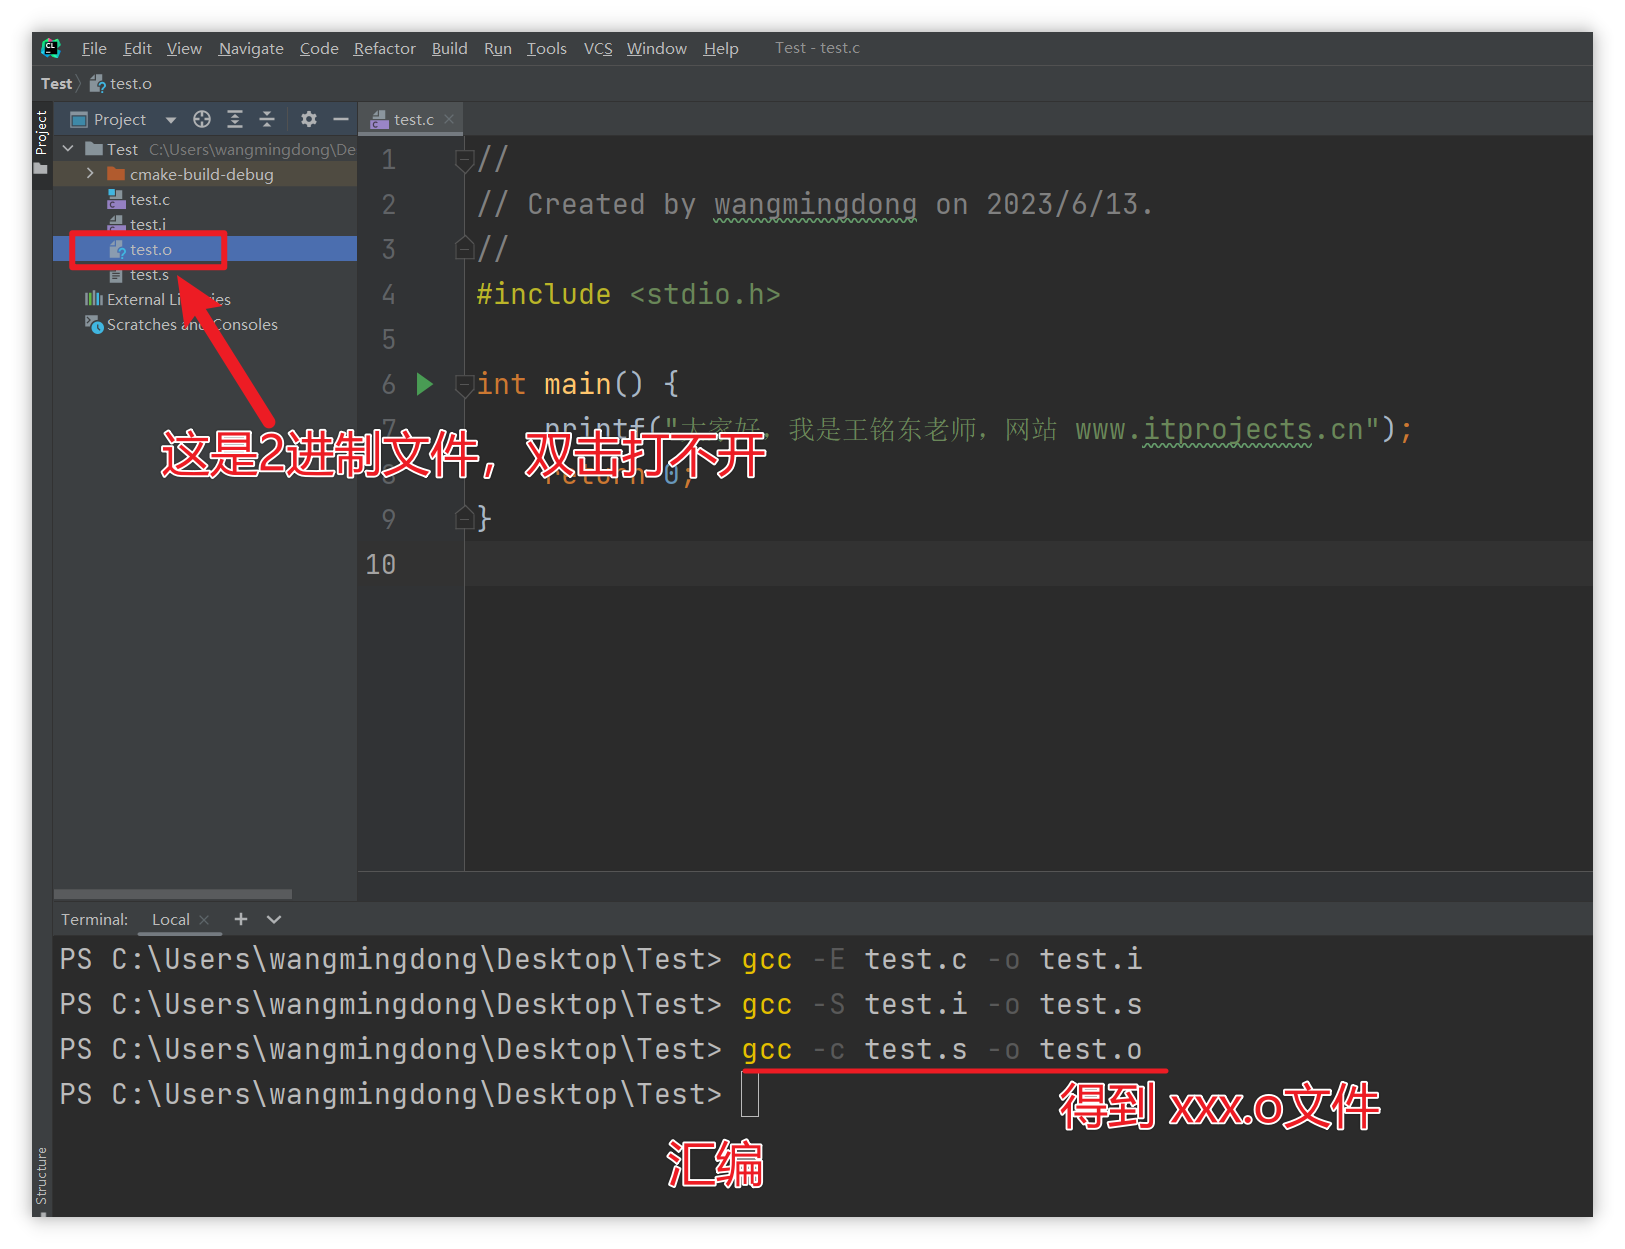 File Edit View Navigate Code Refactor Build Run Tools VCS Window Help Test - test.c
Test test.o
Project
Project
test.c
Test C:\Users\wangmingdong\De
cmake-build-debug
test.c
test.i
test.o
test.s
External Libraries
Scratches and Consoles
1 //
2 // Created by wangmingdong on 2023/6/13.
3 //
4 #include <stdio.h>
5
6 int main() {
7 printf("大家好，我是王铭东老师，网站 www.itprojects.cn");
8 return 0;
9 }
10
这是2进制文件，双击打不开
Terminal: Local
PS C:\Users\wangmingdong\Desktop\Test> gcc -E test.c -o test.i
PS C:\Users\wangmingdong\Desktop\Test> gcc -S test.i -o test.s
PS C:\Users\wangmingdong\Desktop\Test> gcc -c test.s -o test.o
PS C:\Users\wangmingdong\Desktop\Test>
得到 xxx.o文件
汇编
Structure